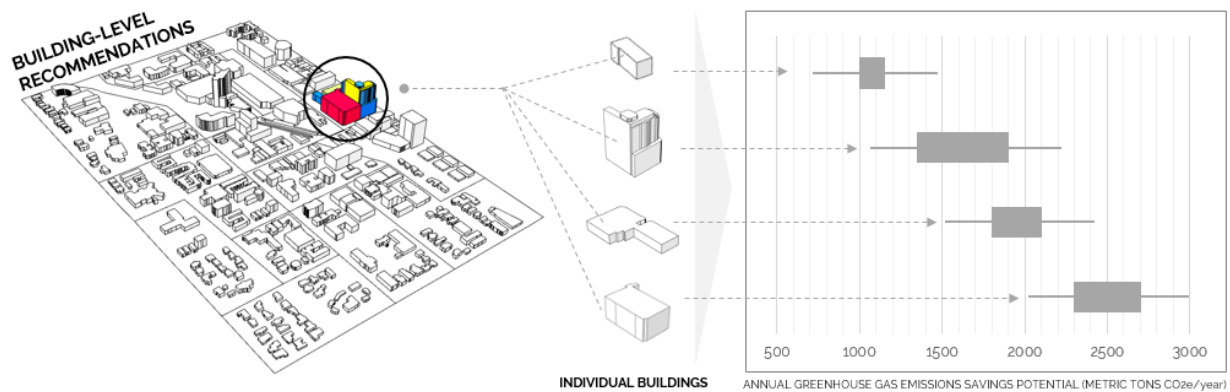 BUILDING-LEVEL
RECOMMENDATIONS
500 1000 1500 2000 2500 3000
INDIVIDUAL BUILDINGS
ANNUAL GREENHOUSE GAS EMISSIONS SAVINGS POTENTIAL (METRIC TONS CO2e/year)